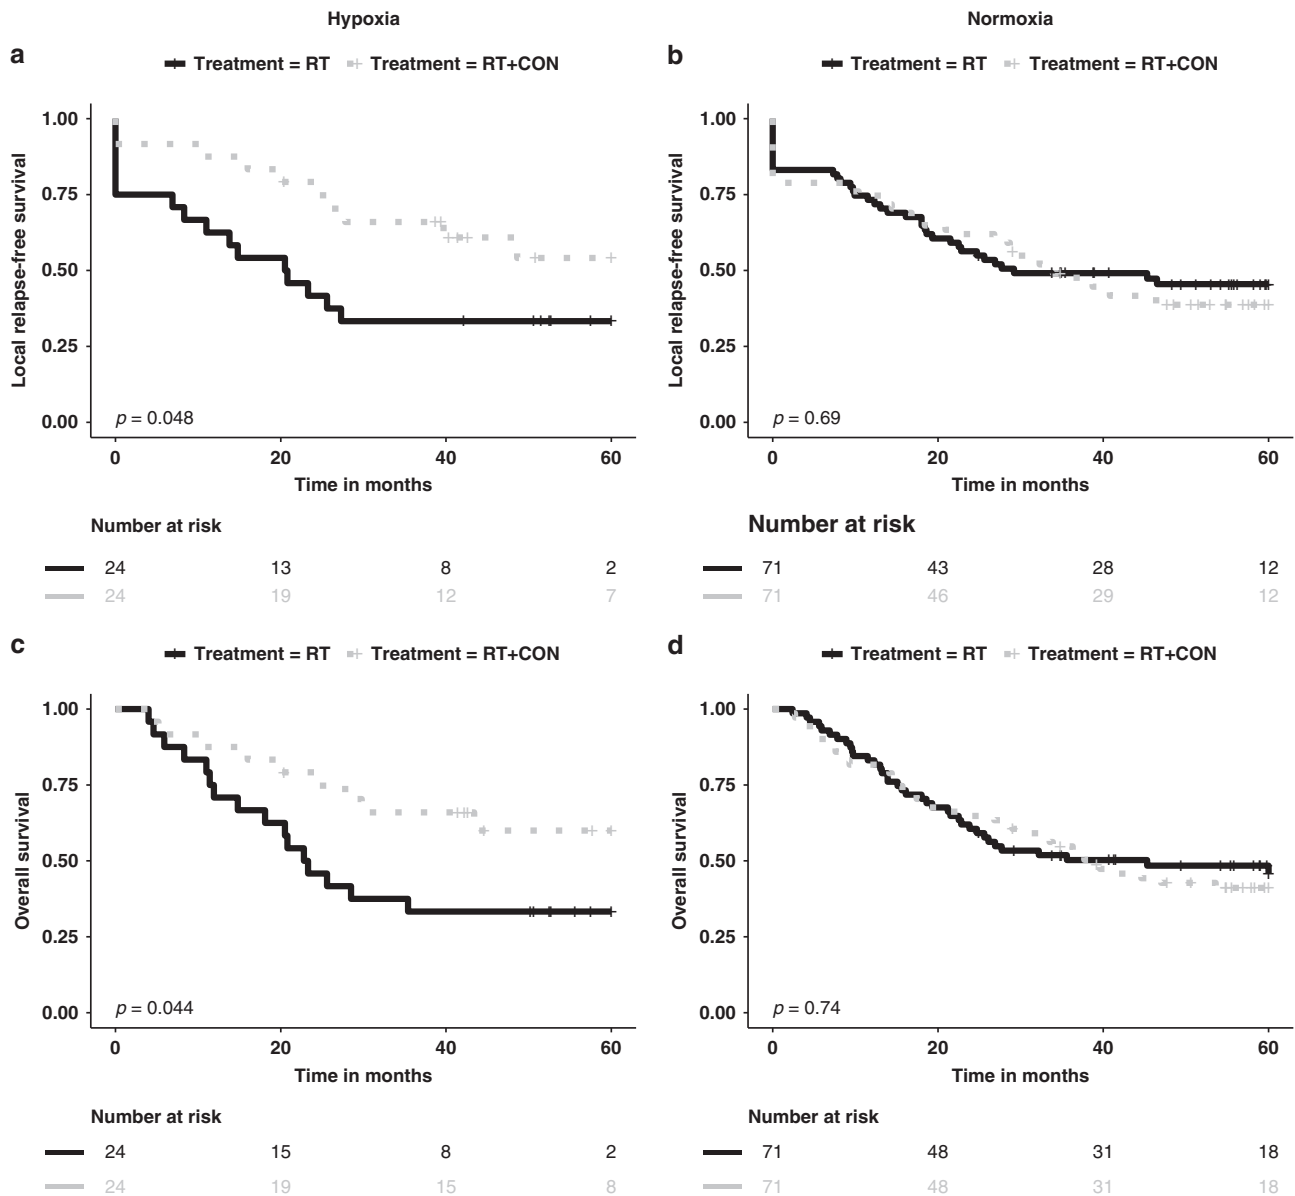 Hypoxia
Normoxia
a
Treatment = RT Treatment = RT+CON
b
Treatment = RT Treatment = RT+CON
Local relapse-free survival
1.00
0.75
0.50
0.25
0.00
p = 0.048
0 20 40 60
Time in months
Local relapse-free survival
1.00
0.75
0.50
0.25
0.00
p = 0.69
0 20 40 60
Time in months
Number at risk
24 13 8 2
24 19 12 7
Number at risk
71 43 28 12
71 46 29 12
c
Treatment = RT Treatment = RT+CON
d
Treatment = RT Treatment = RT+CON
Overall survival
1.00
0.75
0.50
0.25
0.00
p = 0.044
0 20 40 60
Time in months
Overall survival
1.00
0.75
0.50
0.25
0.00
p = 0.74
0 20 40 60
Time in months
Number at risk
24 15 8 2
24 19 15 8
Number at risk
71 48 31 18
71 48 31 18